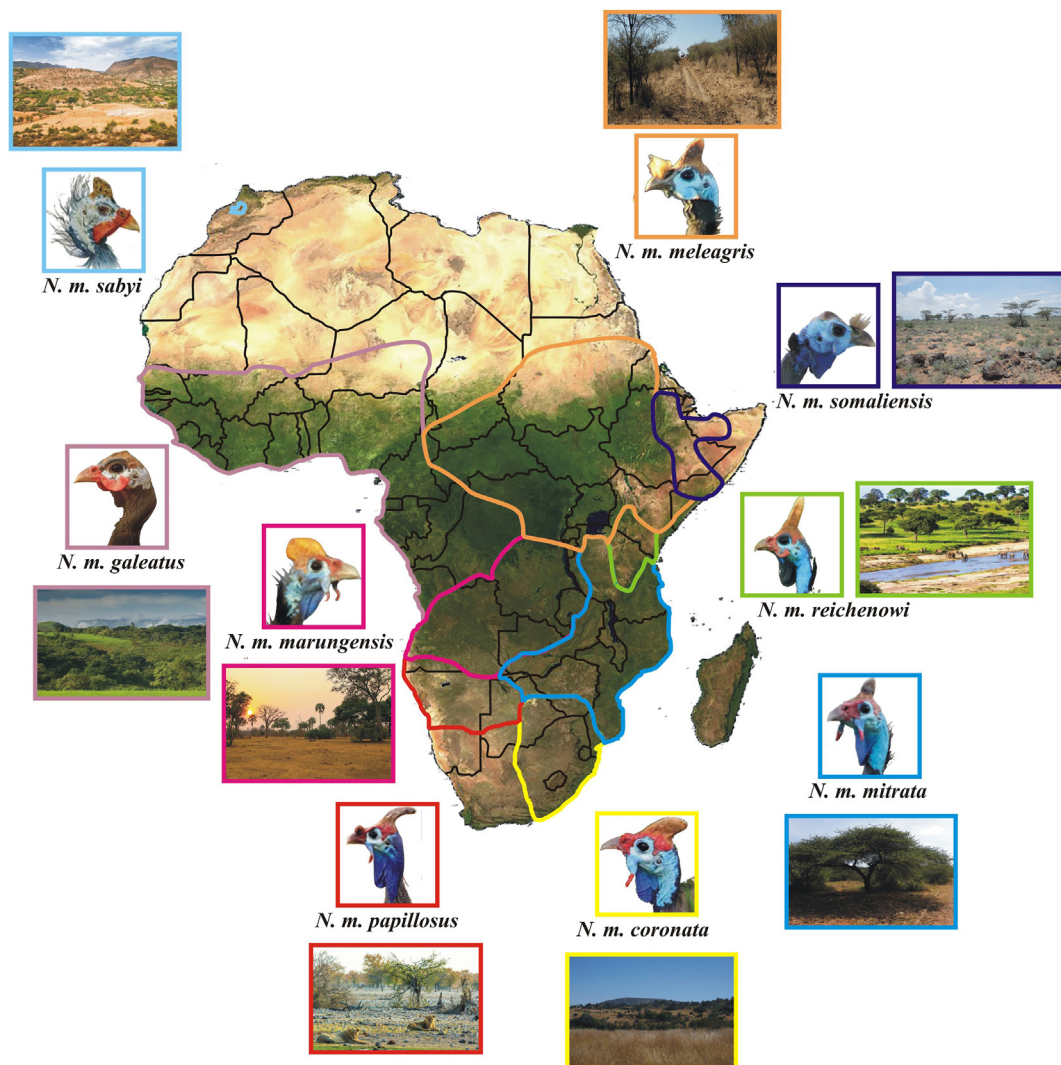 N. m. sabyi
N. m. meleagris
N. m. somaliensis
N. m. galeatus
N. m. marungensis
N. m. reichenowi
N. m. mitrata
N. m. papillosus
N. m. coronata